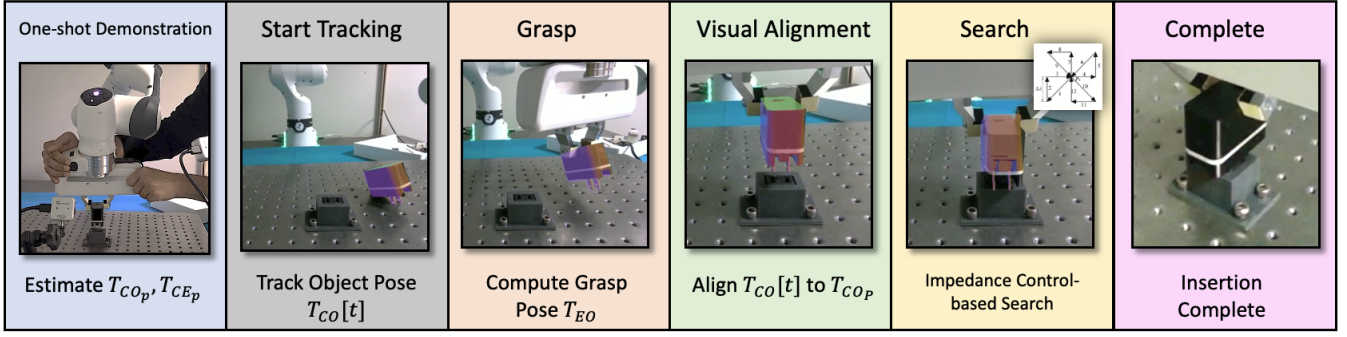 One-shot Demonstration
Estimate T_{CO_p}, T_{CE_p}
Start Tracking
Track Object Pose
T_{CO}[t]
Grasp
Compute Grasp
Pose T_{EO}
Visual Alignment
Align T_{CO}[t] to T_{CO_P}
Search
Impedance Control-
based Search
Complete
Insertion
Complete